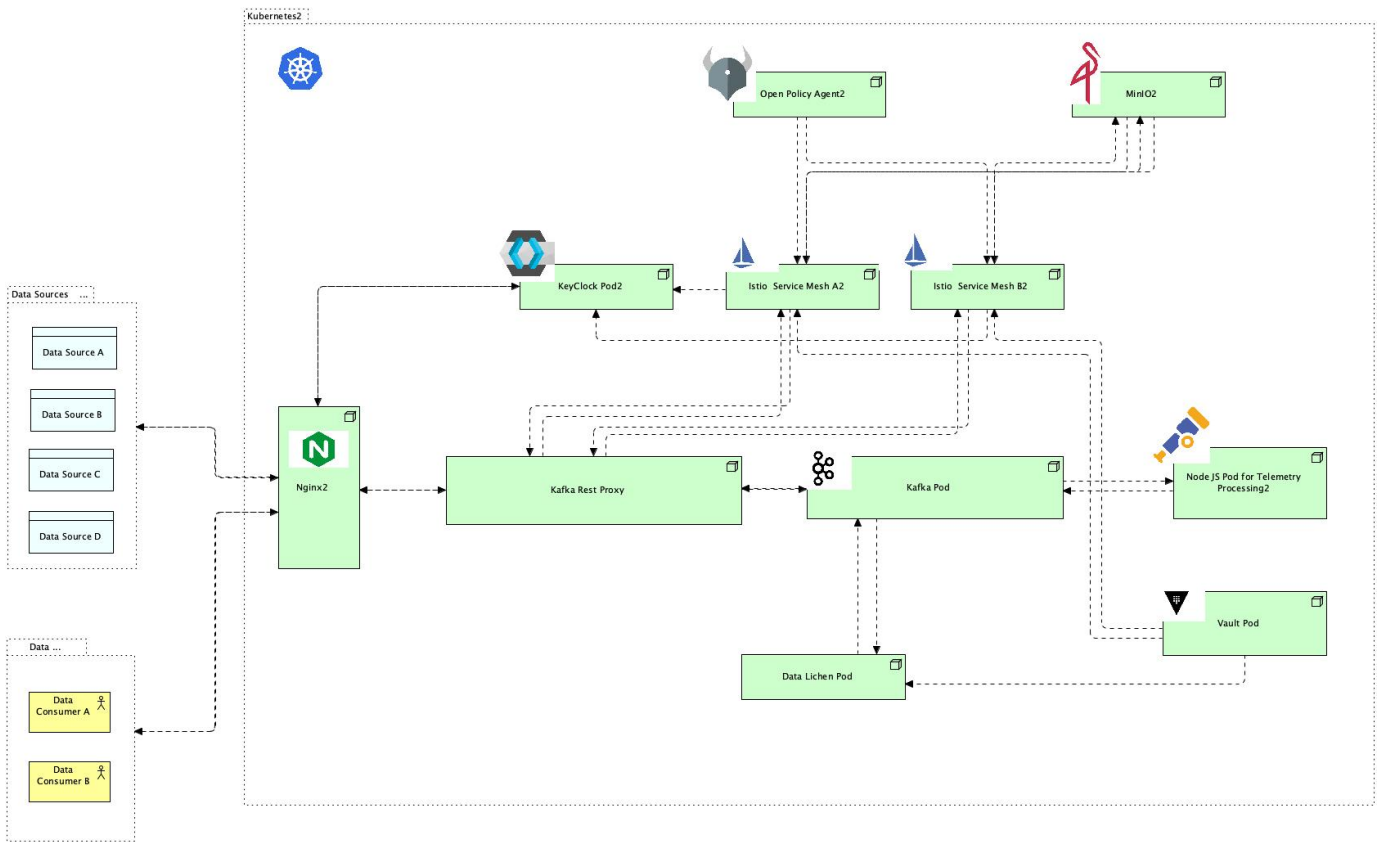 Kubernetes2
Open Policy Agent2
MinIO2
KeyClock Pod2
Istio Service Mesh A2
Istio Service Mesh B2
Data Sources ...
Data Source A
Data Source B
Data Source C
Data Source D
N
Nginx2
Kafka Rest Proxy
Kafka Pod
Node JS Pod for Telemetry
Processing2
Vault Pod
Data Lichen Pod
Data ...
Data
Consumer A
Data
Consumer B